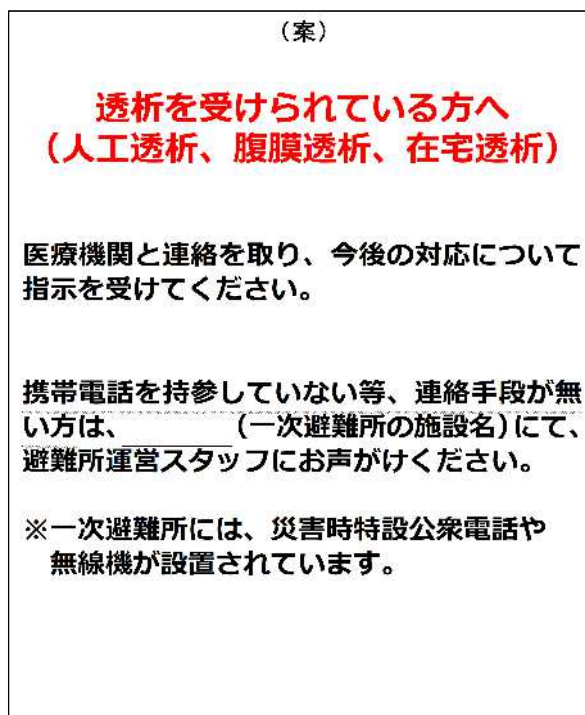 （案）
透析を受けられている方へ
（人工透析、腹膜透析、在宅透析）
医療機関と連絡を取り、今後の対応について
指示を受けてください。
携帯電話を持参していない等、連絡手段が無
い方は、＿＿＿＿（一次避難所の施設名）にて、
避難所運営スタッフにお声がけください。
※一次避難所には、災害時特設公衆電話や
無線機が設置されています。